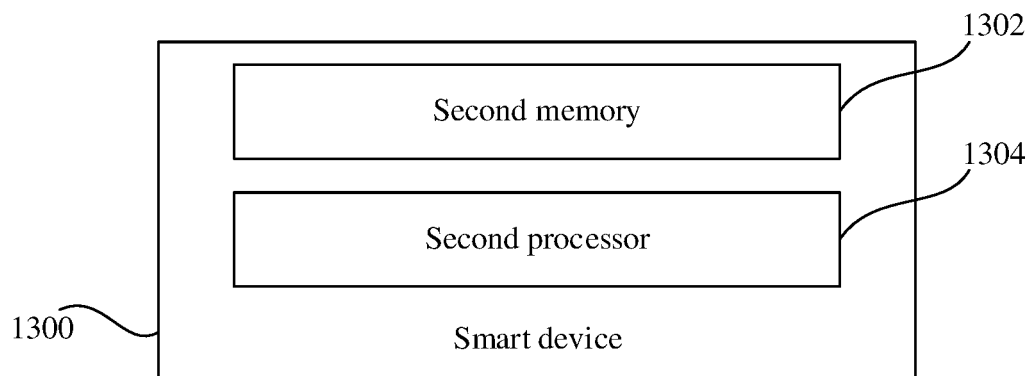 1302
Second memory
1304
Second processor
1300
Smart device